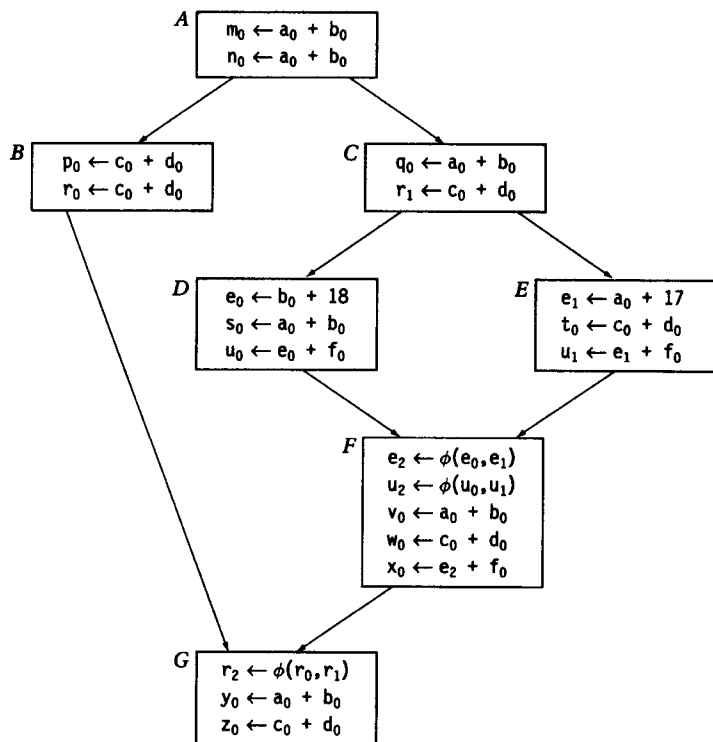 A
m₀ ← a₀ + b₀
n₀ ← a₀ + b₀
B
p₀ ← c₀ + d₀
r₀ ← c₀ + d₀
C
q₀ ← a₀ + b₀
r₁ ← c₀ + d₀
D
e₀ ← b₀ + 18
s₀ ← a₀ + b₀
u₀ ← e₀ + f₀
E
e₁ ← a₀ + 17
t₀ ← c₀ + d₀
u₁ ← e₁ + f₀
F
e₂ ← ϕ(e₀,e₁)
u₂ ← ϕ(u₀,u₁)
v₀ ← a₀ + b₀
w₀ ← c₀ + d₀
x₀ ← e₂ + f₀
G
r₂ ← ϕ(r₀,r₁)
y₀ ← a₀ + b₀
z₀ ← c₀ + d₀